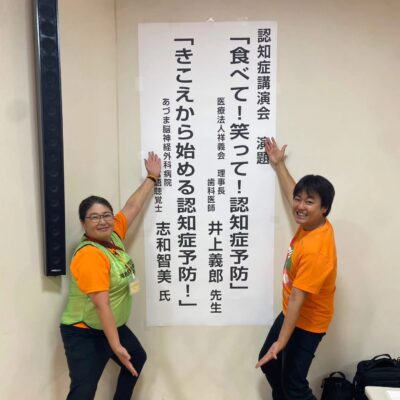 認知症講演会　演題
「食べて！笑って！認知症予防」
医療法人祥義会　理事長
歯科医師　井上義郎 先生
「きこえから始める認知症予防！」
あづま脳神経外科病院
語聴覚士　志和智美 氏